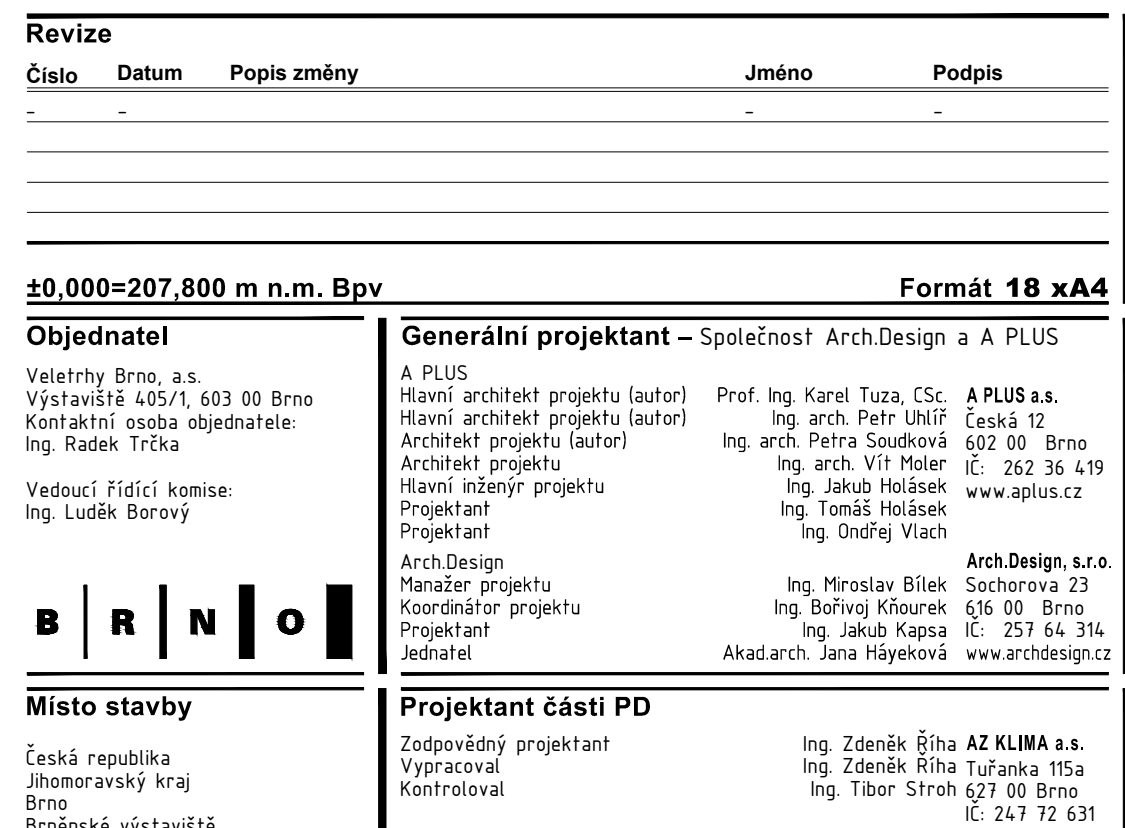 Revize
Číslo Datum Popis změny Jméno Podpis
- - - -
±0,000=207,800 m n.m. Bpv Formát 18 xA4
Objednatel
Veletrhy Brno, a.s.
Výstaviště 405/1, 603 00 Brno
Kontaktní osoba objednatele:
Ing. Radek Trčka
Vedoucí řídící komise:
Ing. Luděk Borový
B R N O
Generální projektant – Společnost Arch.Design a A PLUS
A PLUS
Hlavní architekt projektu (autor) Prof. Ing. Karel Tuza, CSc. A PLUS a.s.
Hlavní architekt projektu (autor) Ing. arch. Petr Uhlíř Česká 12
Architekt projektu (autor) Ing. arch. Petra Soudková 602 00 Brno
Architekt projektu Ing. arch. Vít Moler IČ: 262 36 419
Hlavní inženýr projektu Ing. Jakub Holásek www.aplus.cz
Projektant Ing. Tomáš Holásek
Projektant Ing. Ondřej Vlach
Arch.Design Arch.Design, s.r.o.
Manažer projektu Ing. Miroslav Bílek Sochorova 23
Koordinátor projektu Ing. Bořivoj Kňourek 616 00 Brno
Projektant Ing. Jakub Kapsa IČ: 257 64 314
Jednatel Akad.arch. Jana Háyeková www.archdesign.cz
Místo stavby
Česká republika
Jihomoravský kraj
Brno
Brněnské výstaviště
Projektant části PD
Zodpovědný projektant Ing. Zdeněk Říha AZ KLIMA a.s.
Vypracoval Ing. Zdeněk Říha Tuřanka 115a
Kontroloval Ing. Tibor Stroh 627 00 Brno
IČ: 247 72 631